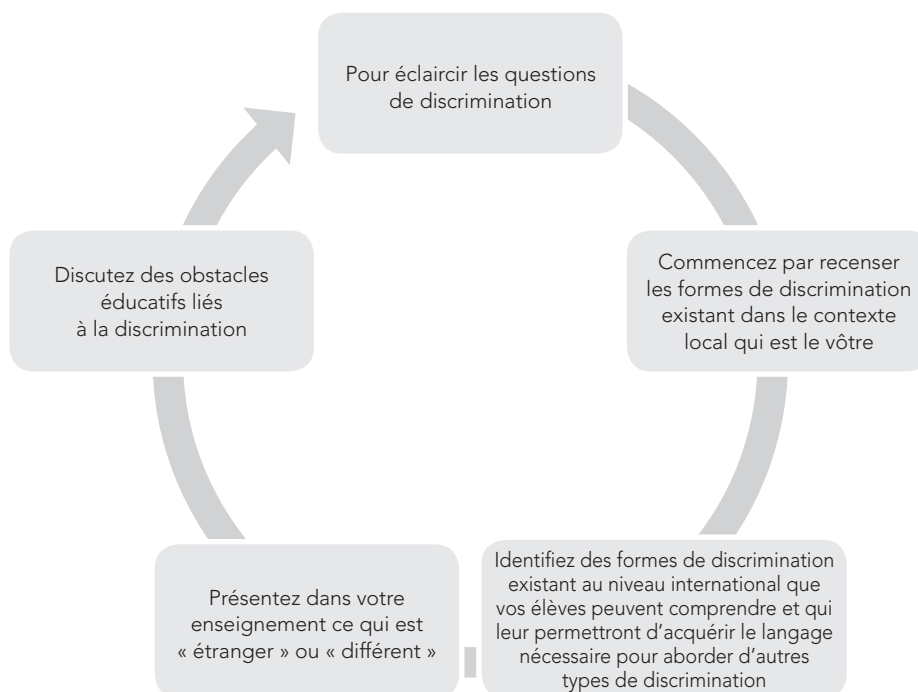 Pour éclaircir les questions
de discrimination
Commencez par recenser
les formes de discrimination
existant dans le contexte
local qui est le vôtre
Identifiez des formes de discrimination
existant au niveau international que
vos élèves peuvent comprendre et qui
leur permettront d’acquérir le langage
nécessaire pour aborder d’autres
types de discrimination
Présentez dans votre
enseignement ce qui est
« étranger » ou « différent »
Discutez des obstacles
éducatifs liés
à la discrimination